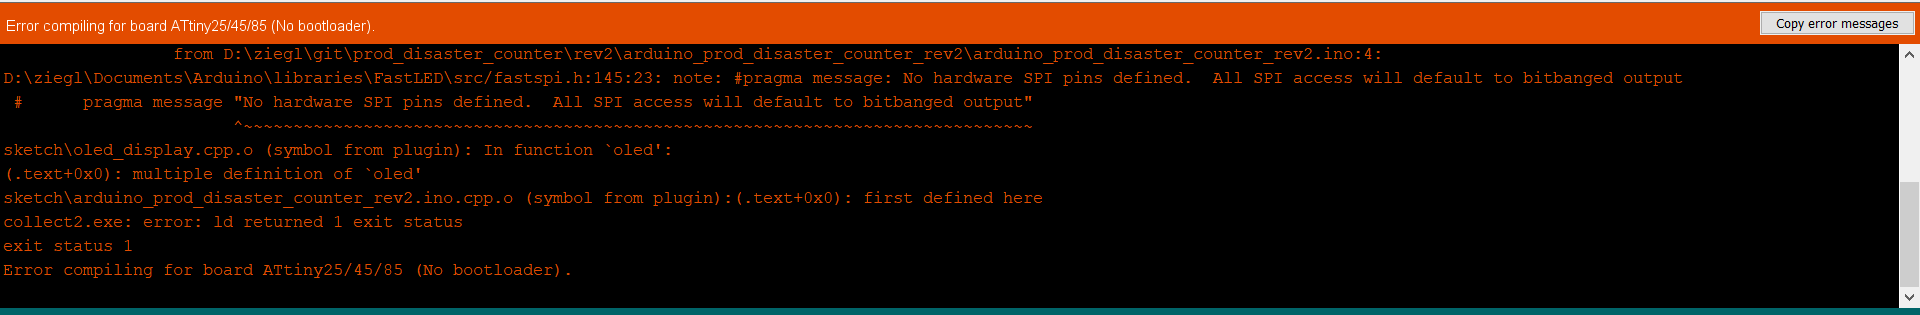 Error compiling for board ATtiny25/45/85 (No bootloader).
Copy error messages
from D:\ziegl\git\prod_disaster_counter\rev2\arduino_prod_disaster_counter_rev2\arduino_prod_disaster_counter_rev2.ino:4:
D:\ziegl\Documents\Arduino\libraries\FastLED\src/fastspi.h:145:23: note: #pragma message: No hardware SPI pins defined.  All SPI access will default to bitbanged output
 #      pragma message "No hardware SPI pins defined.  All SPI access will default to bitbanged output"
                       ^~~~~~~~~~~~~~~~~~~~~~~~~~~~~~~~~~~~~~~~~~~~~~~~~~~~~~~~~~~~~~~~~~~~~~~~~~~~~~~~
sketch\oled_display.cpp.o (symbol from plugin): In function `oled':
(.text+0x0): multiple definition of `oled'
sketch\arduino_prod_disaster_counter_rev2.ino.cpp.o (symbol from plugin):(.text+0x0): first defined here
collect2.exe: error: ld returned 1 exit status
exit status 1
Error compiling for board ATtiny25/45/85 (No bootloader).